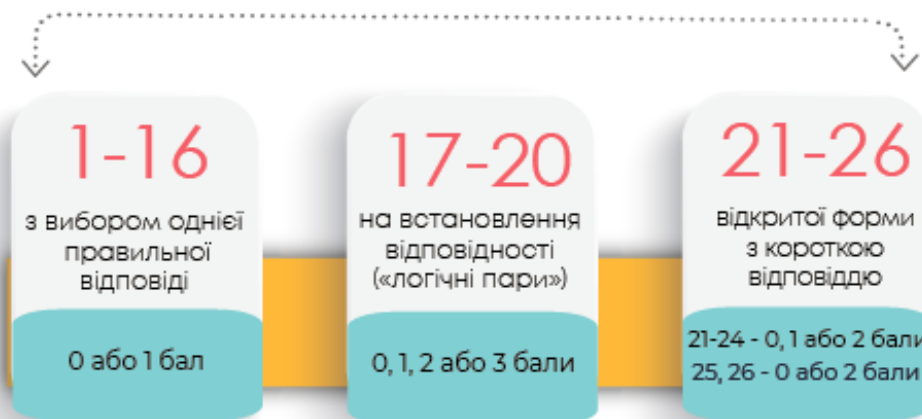 1-16
з вибором однієї
правильної
відповіді
0 або 1 бал
17-20
на встановлення
відповідності
(«логічні пари»)
0, 1, 2 або 3 бали
21-26
відкритої форми
з короткою
відповіддю
21-24 - 0, 1 або 2 бали
25, 26 - 0 або 2 бали